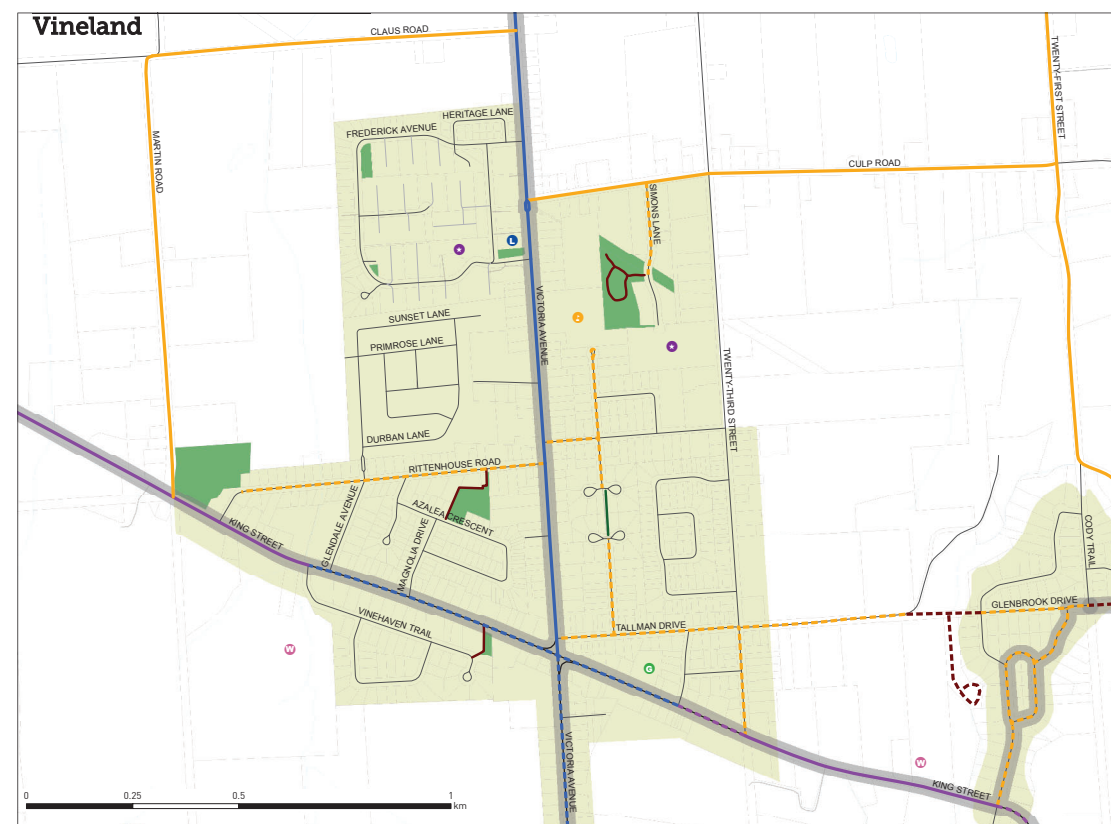 Vineland
CLAUS ROAD
TWENTY-FIRST STREET
HERITAGE LANE
FREDERICK AVENUE
MARTIN ROAD
CULP ROAD
SIMONS LANE
L
VICTORIA AVENUE
SUNSET LANE
PRIMROSE LANE
TWENTY-THIRD STREET
DURBAN LANE
RITTENHOUSE ROAD
AZALEA CRESCENT
KING STREET
GLENDALE AVENUE
MAGNOLIA DRIVE
CODY TRAIL
GLENBROOK DRIVE
VINEHAVEN TRAIL
TALLMAN DRIVE
W
G
VICTORIA AVENUE
W
KING STREET
0 0.25 0.5 1
km